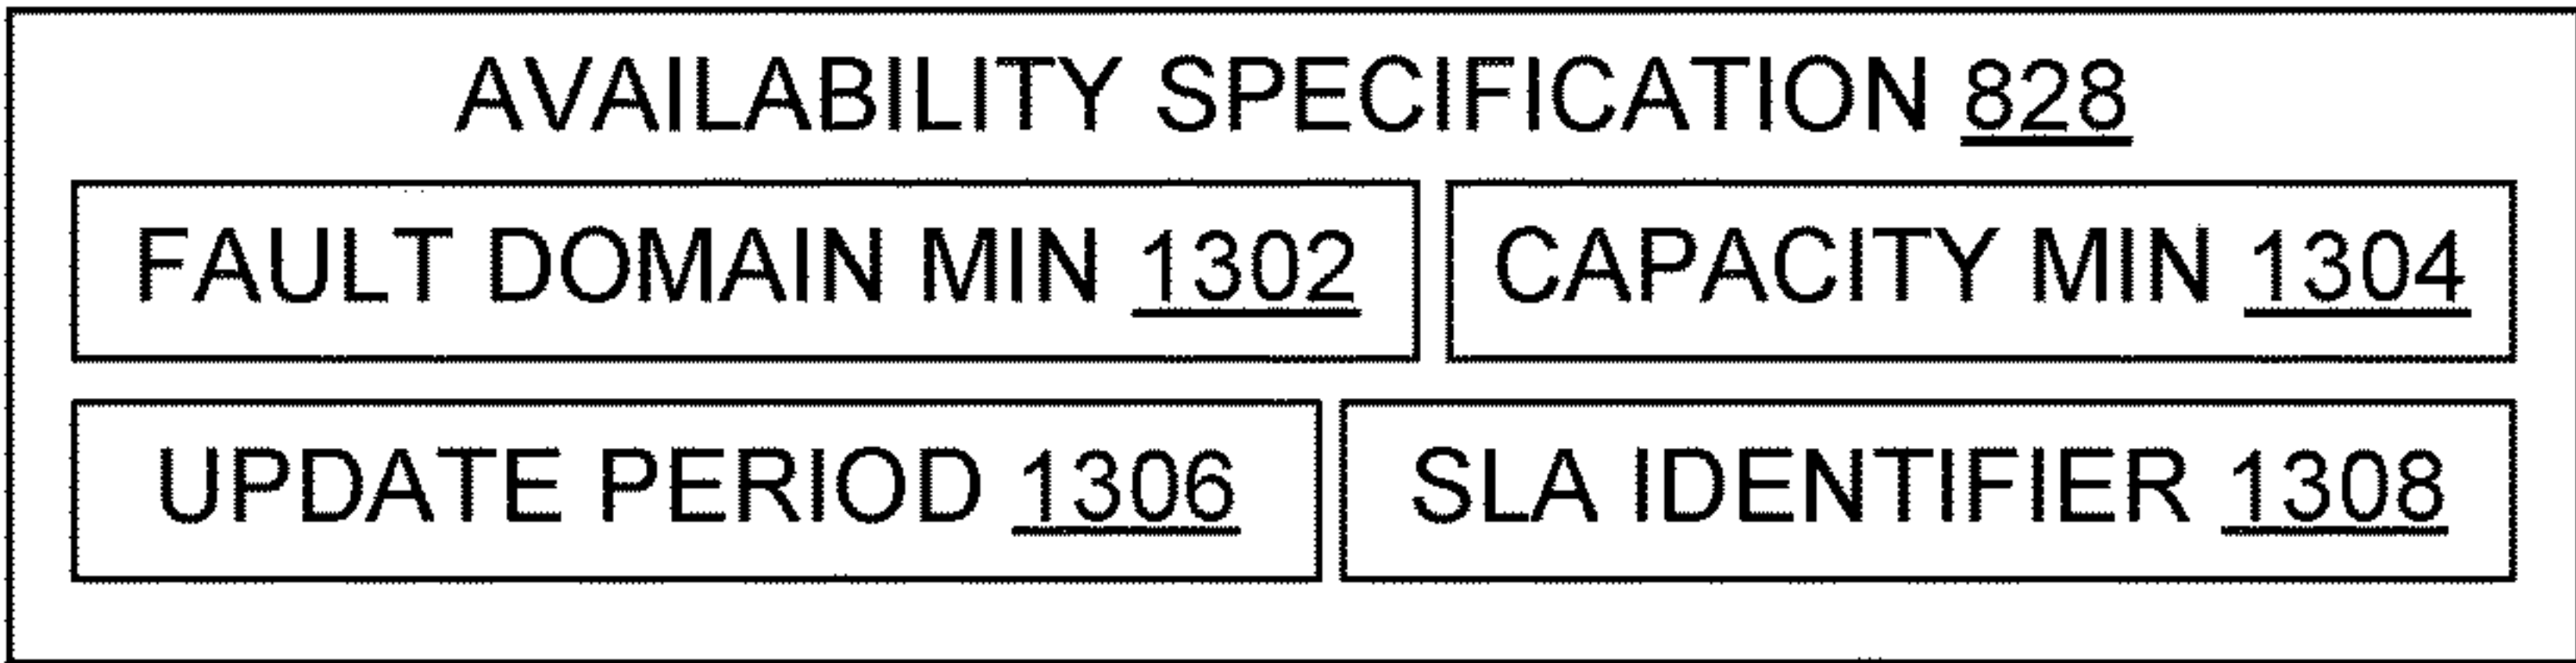 AVAILABILITY SPECIFICATION 828
FAULT DOMAIN MIN 1302
CAPACITY MIN 1304
UPDATE PERIOD 1306
SLA IDENTIFIER 1308